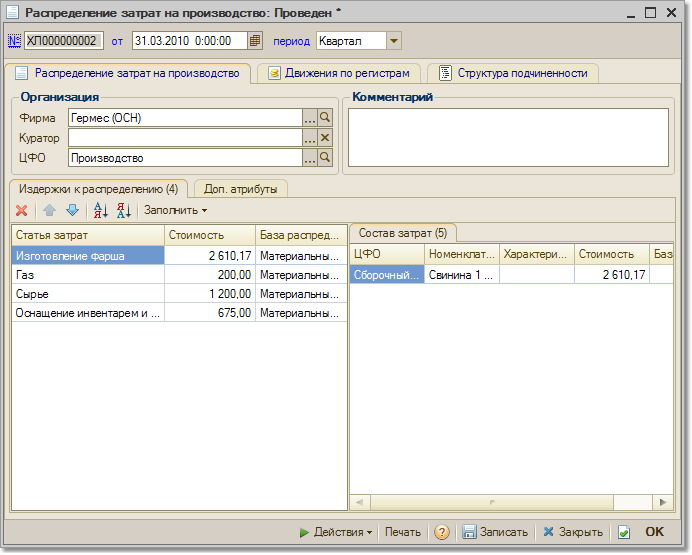 Распределение затрат на производство: Проведен *
№ ХП000000002 от 31.03.2010 0:00:00 период Квартал
Распределение затрат на производство Движения по регистрам Структура подчиненности
Организация Комментарий
Фирма Гермес (ОСН) ...
Куратор ...
ЦФО Производство ...
Издержки к распределению (4) Доп. атрибуты
Заполнить
Статья затрат Стоимость База распред... Состав затрат (5)
ЦФО Номенклат... Характери... Стоимость Баз
Изготовление фарша 2 610,17 Материальны...
Сборочный... Свинина 1 ... 2 610,17
Газ 200,00 Материальны...
Сырье 1 200,00 Материальны...
Оснащение инвентарем и ... 675,00 Материальны...
Действия Печать ? Записать Закрыть OK